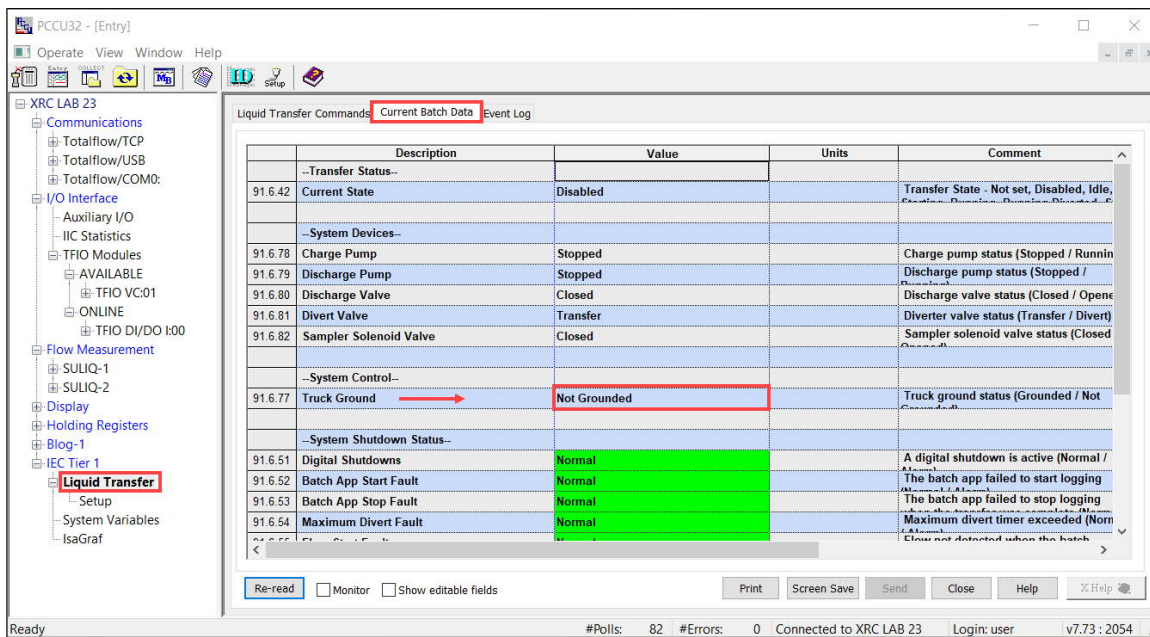 PCCU32 - [Entry]
Operate View Window Help
Entry COLLECT MB ID Setup
XRC LAB 23
Communications
Totalflow/TCP
Totalflow/USB
Totalflow/COM0:
I/O Interface
Auxiliary I/O
IIC Statistics
TFIO Modules
AVAILABLE
TFIO VC:01
ONLINE
TFIO DI/DO I:00
Flow Measurement
SULIQ-1
SULIQ-2
Display
Holding Registers
Blog-1
IEC Tier 1
Liquid Transfer
Setup
System Variables
IsaGraf
Liquid Transfer Commands Current Batch Data Event Log
Description Value Units Comment
--Transfer Status--
91.6.42 Current State Disabled Transfer State - Not set, Disabled, Idle,
--System Devices--
91.6.78 Charge Pump Stopped Charge pump status (Stopped / Runnin
91.6.79 Discharge Pump Stopped Discharge pump status (Stopped /
91.6.80 Discharge Valve Closed Discharge valve status (Closed / Opene
91.6.81 Divert Valve Transfer Diverter valve status (Transfer / Divert)
91.6.82 Sampler Solenoid Valve Closed Sampler solenoid valve status (Closed
--System Control--
91.6.77 Truck Ground Not Grounded Truck ground status (Grounded / Not
--System Shutdown Status--
91.6.51 Digital Shutdowns Normal A digital shutdown is active (Normal /
91.6.52 Batch App Start Fault Normal The batch app failed to start logging
91.6.53 Batch App Stop Fault Normal The batch app failed to stop logging
91.6.54 Maximum Divert Fault Normal Maximum divert timer exceeded (Norn
Re-read Monitor Show editable fields Print Screen Save Send Close Help X Help
Ready #Polls: 82 #Errors: 0 Connected to XRC LAB 23 Login: user v7.73 : 2054